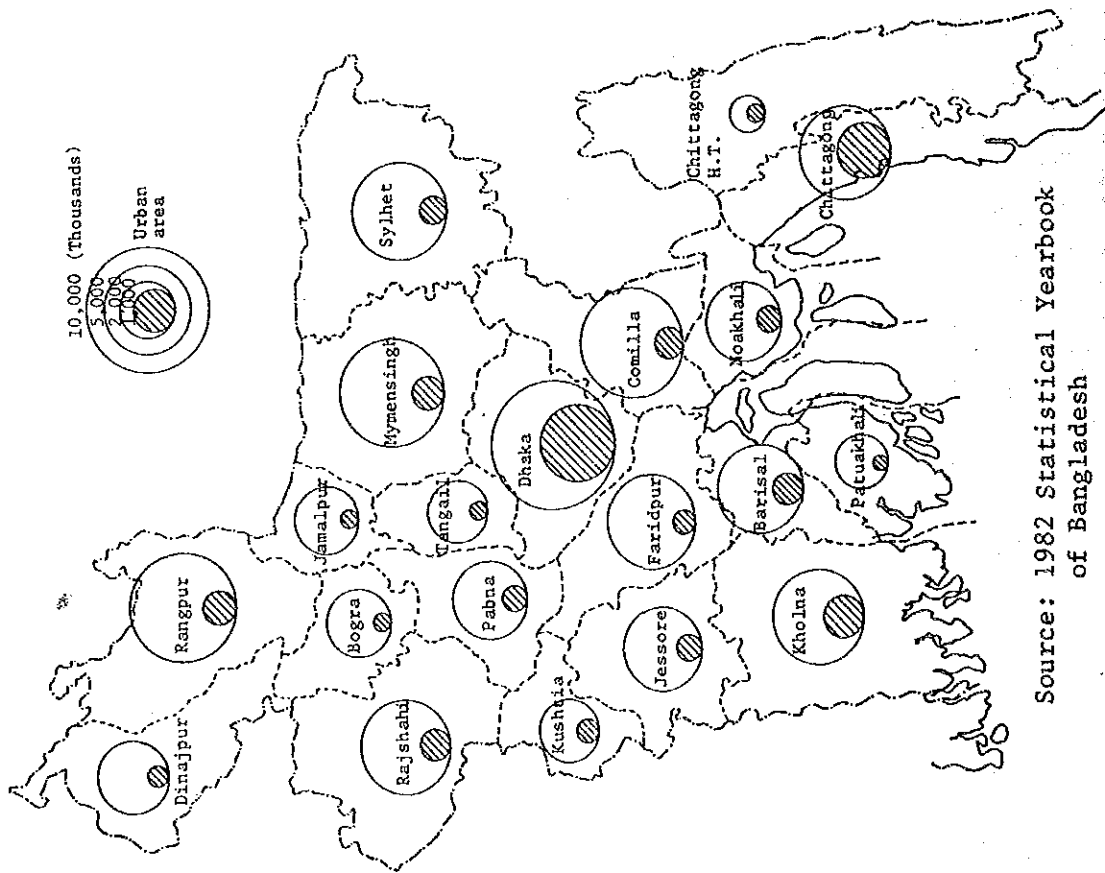 10,000 (Thousands)
5,000
2,000
1,000
Urban
area
Dinajpur
Rangpur
Jamalpur
Mymensingh
Sylhet
Bogra
Rajshahi
Tangail
Pabna
Dhaka
Kushtia
Comilla
Chittagong
H.T.
Faridpur
Jessore
Noakhali
Barisal
Kholna
Patuakhali
Chittagong
Source: 1982 Statistical Yearbook
of Bangladesh